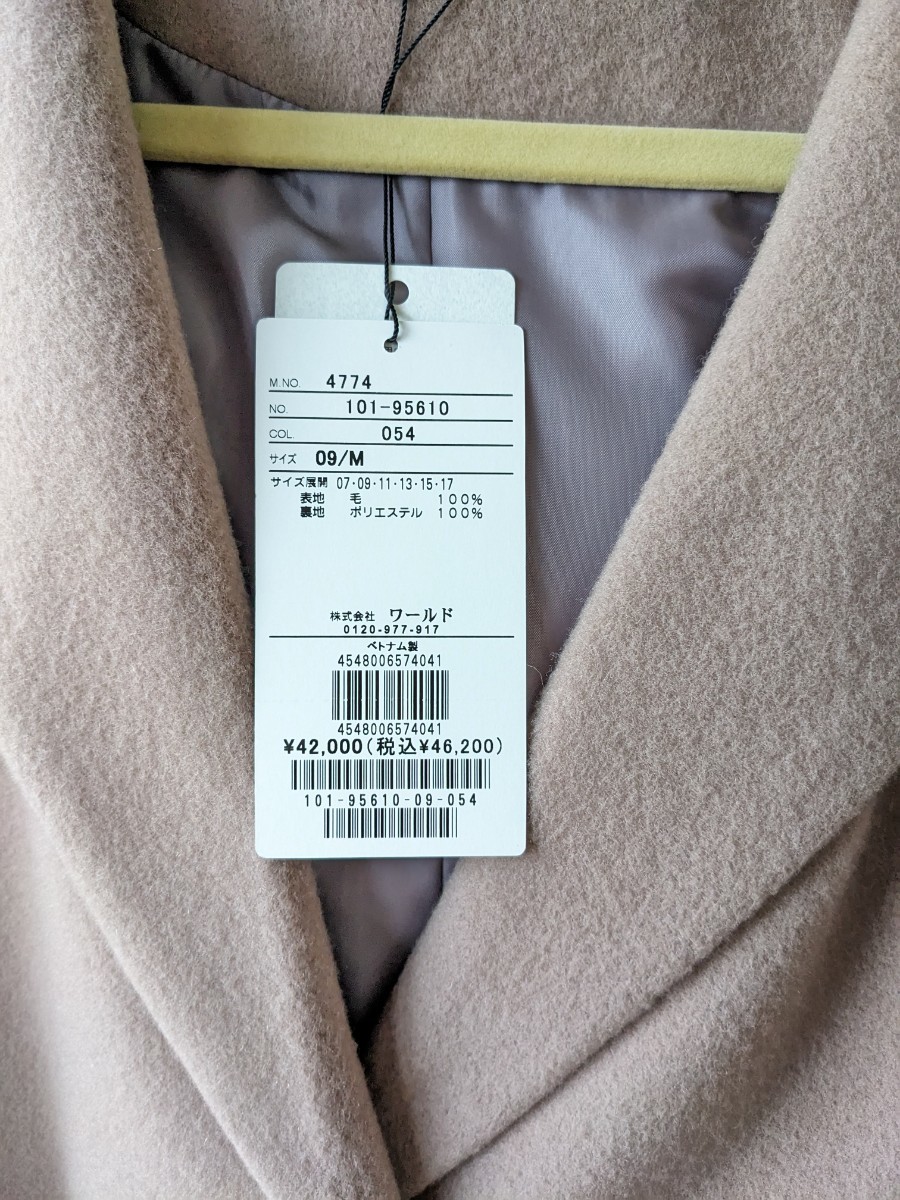 M.NO. 4774
NO. 101-95610
COL. 054
サイズ 09/M
サイズ展開 07・09・11・13・15・17
表地 毛 100%
裏地 ポリエステル 100%
株式会社 ワールド
0120-977-917
ベトナム製
4548006574041
4548006574041
¥42,000(税込¥46,200)
101-95610-09-054